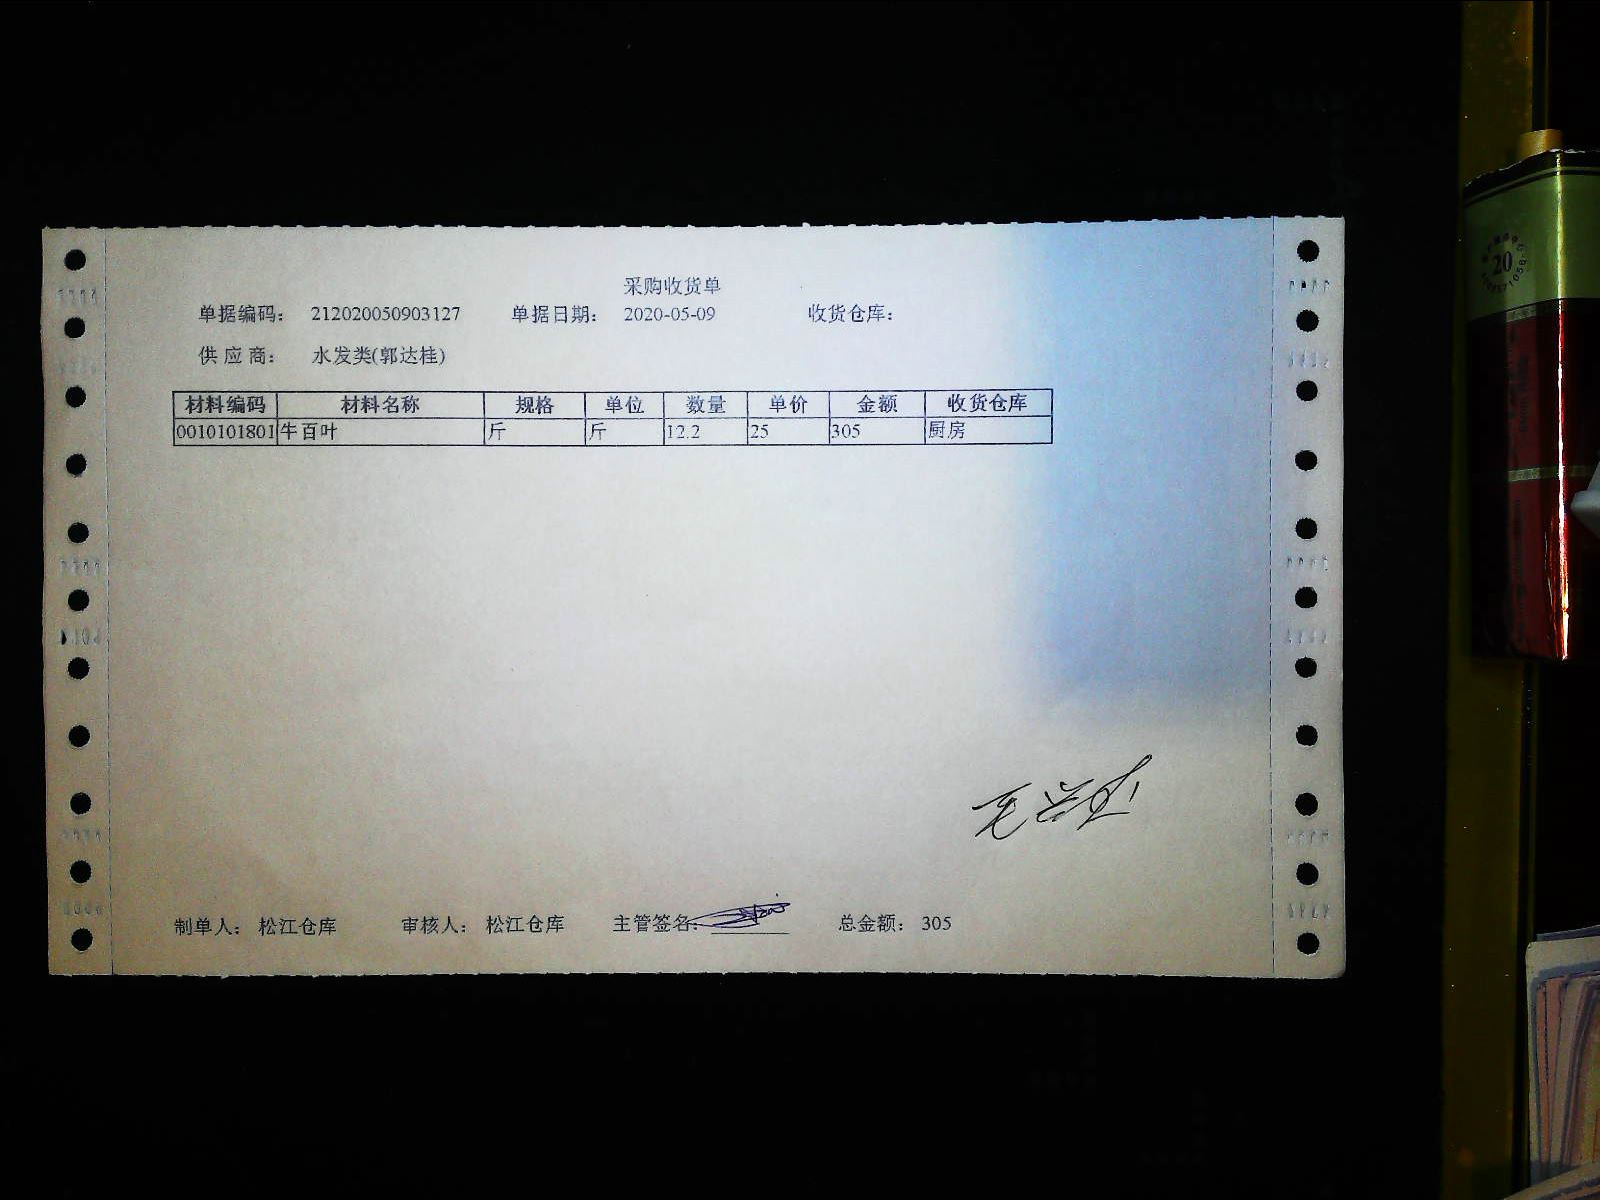 采购收货单
单据编码： 212020050903127 单据日期： 2020-05-09 收货仓库：
供应商： 水发类(郭达桂)
材料编码 材料名称 规格 单位 数量 单价 金额 收货仓库
0010101801 牛百叶 斤 斤 12.2 25 305 厨房
制单人： 松江仓库 审核人： 松江仓库 主管签名： 总金额： 305
20